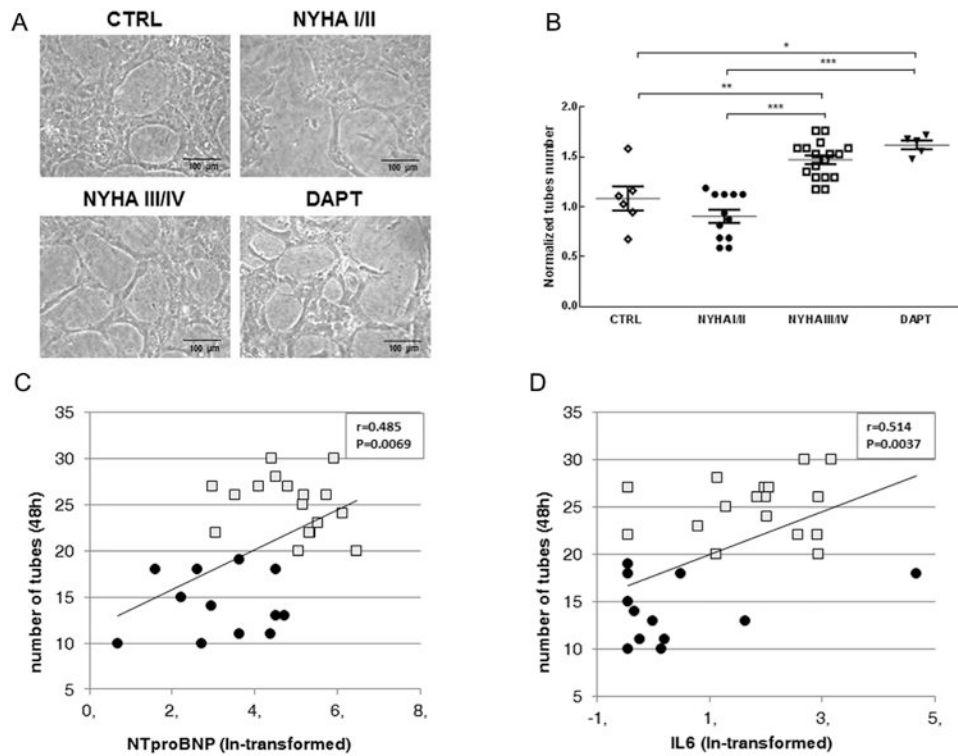 A
CTRL
NYHA I/II
100 µm
100 µm
NYHA III/IV
DAPT
100 µm
100 µm
B
*
***
**
***
Normalized tubes number
2.0
1.5
1.0
0.5
0.0
CTRL
NYHAI/II
NYHAIII/IV
DAPT
C
r=0.485
P=0.0069
number of tubes (48h)
35
30
25
20
15
10
5
0,
2,
4,
6,
8,
NTproBNP (ln-transformed)
D
r=0.514
P=0.0037
number of tubes (48h)
35
30
25
20
15
10
5
-1,
1,
3,
5,
IL6 (ln-transformed)